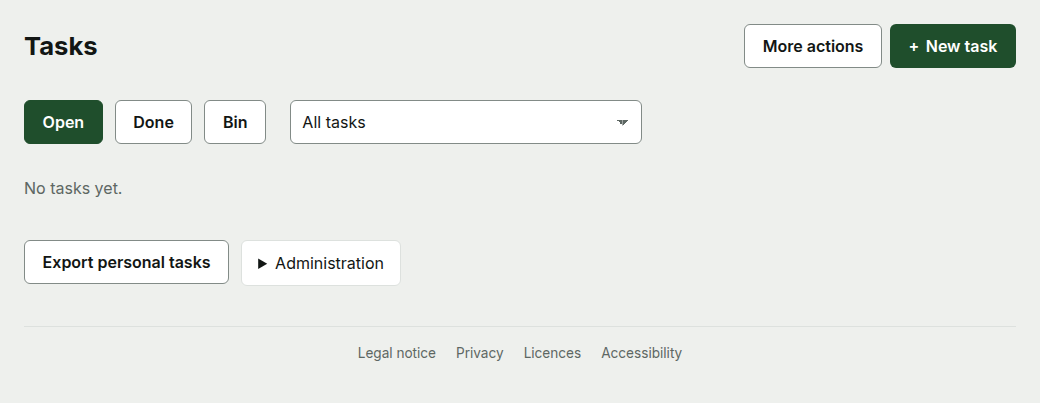 Tasks
More actions
+ New task
Open
Done
Bin
All tasks
No tasks yet.
Export personal tasks
Administration
Legal notice
Privacy
Licences
Accessibility